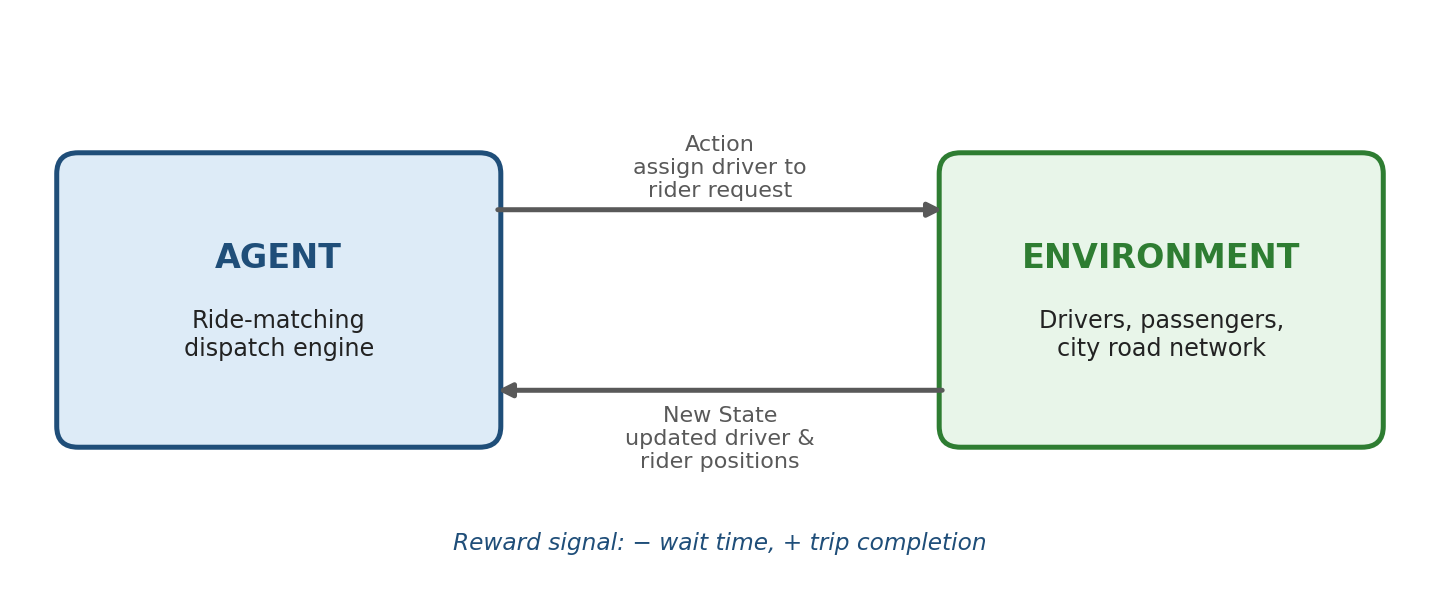 Action
assign driver to
rider request
AGENT
Ride-matching
dispatch engine
ENVIRONMENT
Drivers, passengers,
city road network
New State
updated driver &
rider positions
Reward signal: − wait time, + trip completion